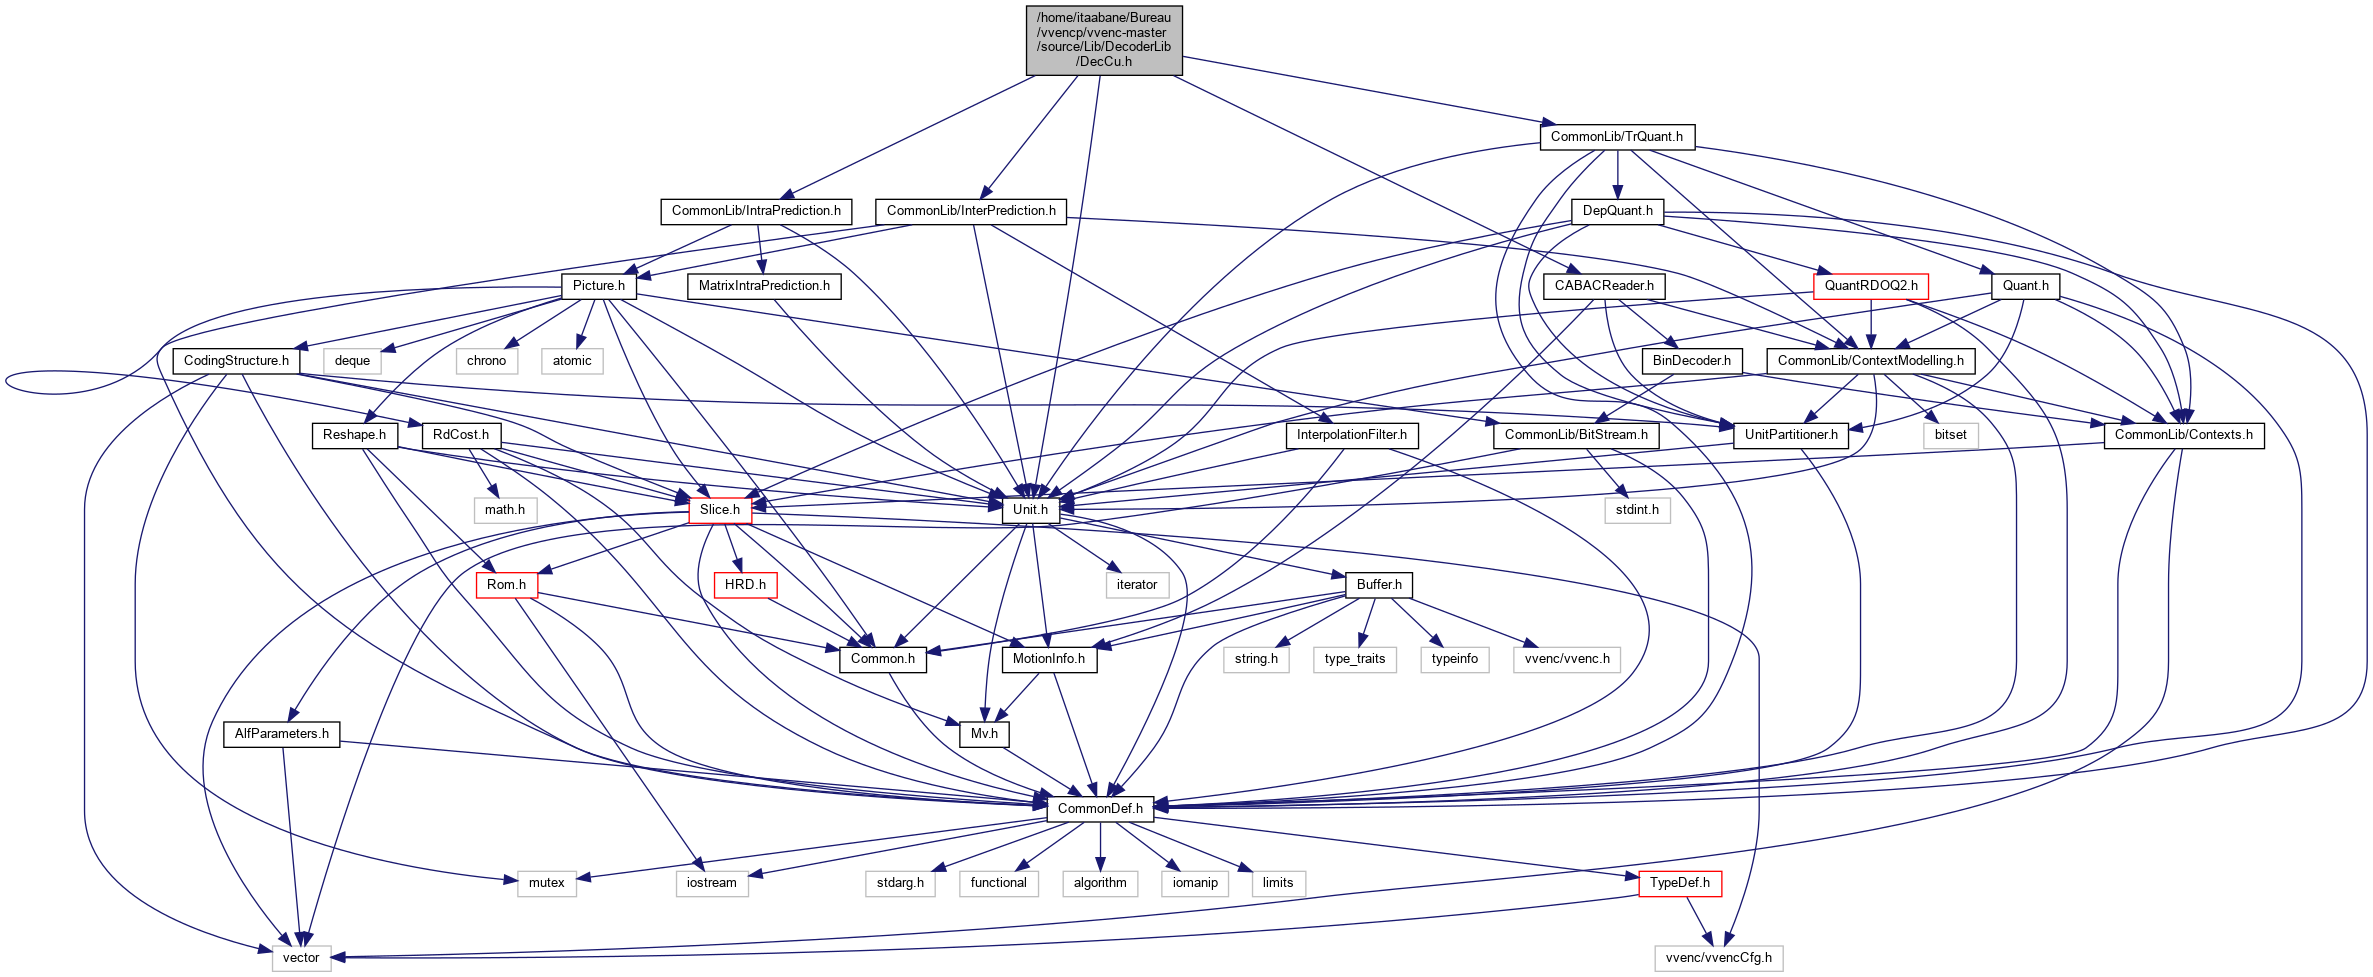 /home/itaabane/Bureau
/vvencp/vvenc-master
/source/Lib/DecoderLib
/DecCu.h
CommonLib/TrQuant.h
CommonLib/IntraPrediction.h
CommonLib/InterPrediction.h
DepQuant.h
Picture.h
MatrixIntraPrediction.h
CABACReader.h
QuantRDOQ2.h
Quant.h
CodingStructure.h
deque
chrono
atomic
BinDecoder.h
CommonLib/ContextModelling.h
Reshape.h
RdCost.h
InterpolationFilter.h
CommonLib/BitStream.h
UnitPartitioner.h
bitset
CommonLib/Contexts.h
math.h
Slice.h
Unit.h
stdint.h
Rom.h
HRD.h
iterator
Buffer.h
Common.h
MotionInfo.h
string.h
type_traits
typeinfo
vvenc/vvenc.h
AlfParameters.h
Mv.h
CommonDef.h
mutex
iostream
stdarg.h
functional
algorithm
iomanip
limits
TypeDef.h
vector
vvenc/vvencCfg.h